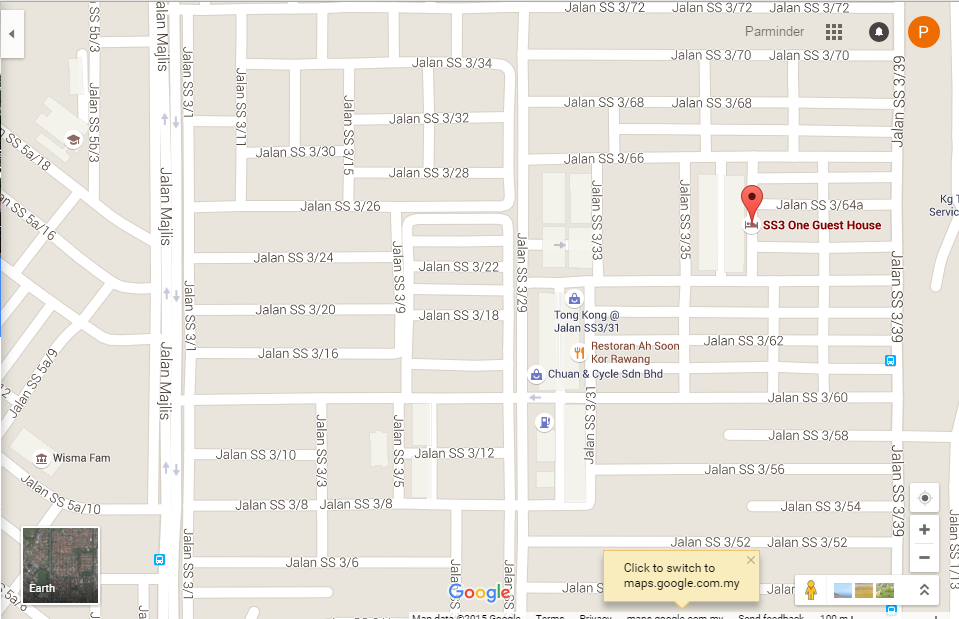 Jalan SS 3/72
Jalan SS 3/72
Jalan SS 3/72
SS 5b/3
Jalan Majlis
Jalan SS 3/1
Parminder
P
Jalan SS 3/34
Jalan SS 3/70
Jalan SS 3/70
Jalan SS 3/39
Jalan SS 3/11
Jalan SS 5b/3
Jalan SS 3/15
Jalan SS 3/68
Jalan SS 3/68
Jalan SS 3/32
SS 5a/18
Jalan SS 3/30
Jalan SS 3/66
Jalan SS 3/28
Jalan Majlis
Jalan SS 3/33
Jalan SS 3/35
SS 5a/16
Jalan SS 3/26
Jalan SS 3/64a
Kg T
Servic
SS3 One Guest House
Jalan SS 3/9
Jalan SS 3/29
Jalan SS 3/24
Jalan SS 3/22
Jalan SS 3/39
Jalan SS 3/1
Jalan SS 3/20
Jalan SS 3/18
Tong Kong @
Jalan SS3/31
Jalan SS 3/62
Restoran Ah Soon
Kor Rawang
Jalan SS 5a/9
Jalan Majlis
Jalan SS 3/16
Chuan & Cycle Sdn Bhd
12
Jalan SS 3/31
Jalan SS 3/60
Jalan SS 3/3
Jalan SS 3/5
Jalan SS 3/58
Wisma Fam
Jalan SS 3/10
Jalan SS 3/12
Jalan SS 3/56
Jalan SS 3/39
Jalan SS 5a/10
Jalan SS 3/8
Jalan SS 3/8
Jalan SS 3/54
Jalan SS 3/1
Jalan SS 3/52
Jalan SS 3/52
Jalan SS 3/6
SS 1/13
Earth
Click to switch to
maps.google.com.my
Google
Map data ©2015 Google
Terms
Privacy
maps.google.com.my
Send feedback
100 m